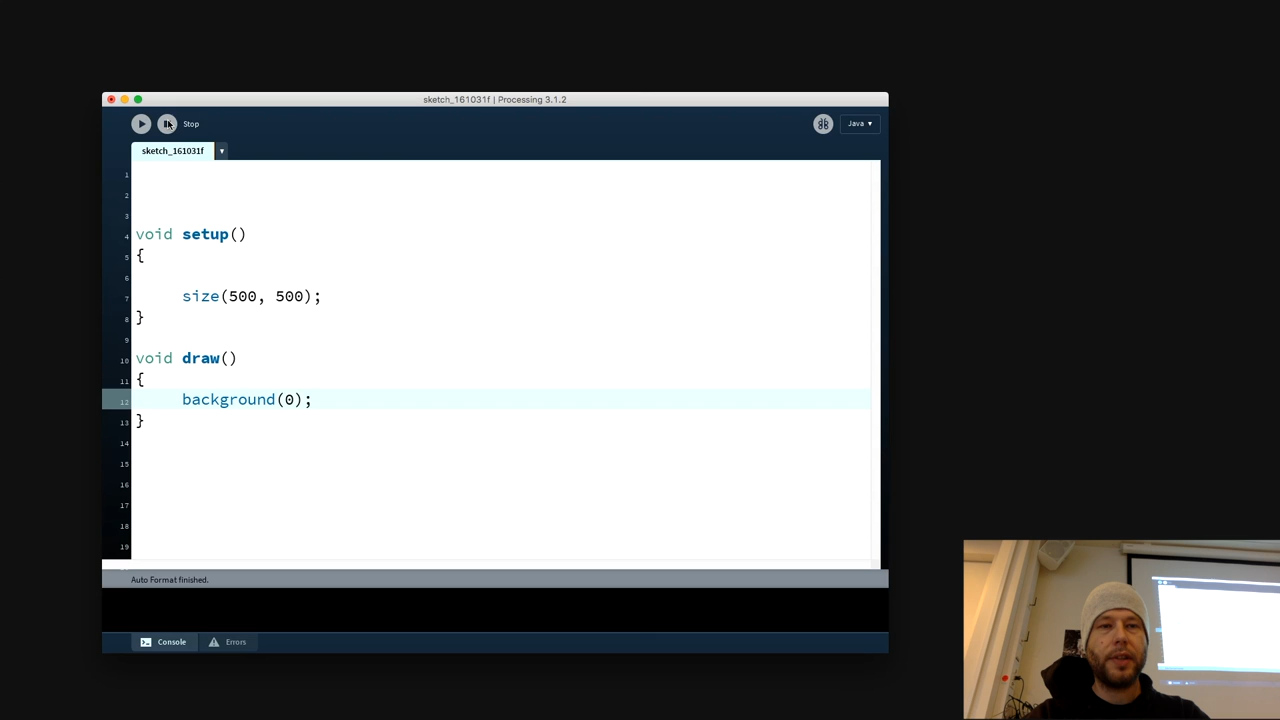 sketch_161031f | Processing 3.1.2
Stop
Java ▾
sketch_161031f ▾
1
2
3
4 void setup()
5 {
6
7 size(500, 500);
8 }
9
10 void draw()
11 {
12 background(0);
13 }
14
15
16
17
18
19
Auto Format finished.
Console Errors